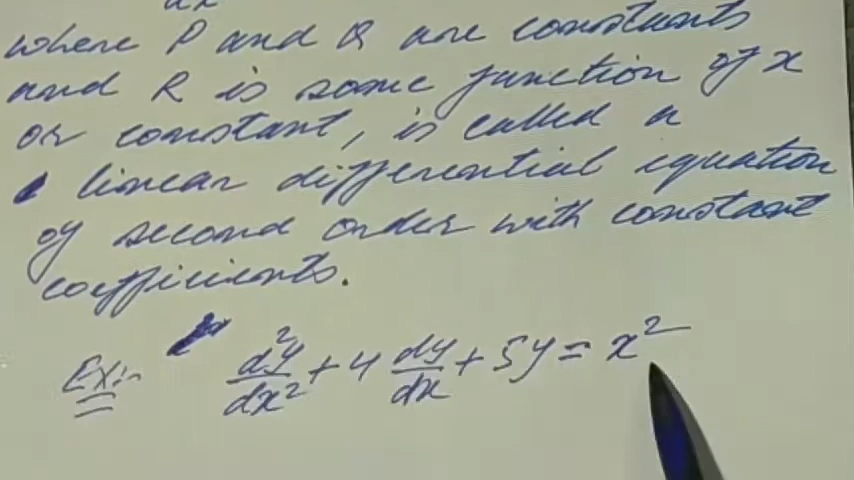 dx
where P and Q are constants
and R is some function of x
or constant, is called a
linear differential equation
of second order with constant
coefficients.
Ex:- d²y/dx² + 4 dy/dx + 5y = x²